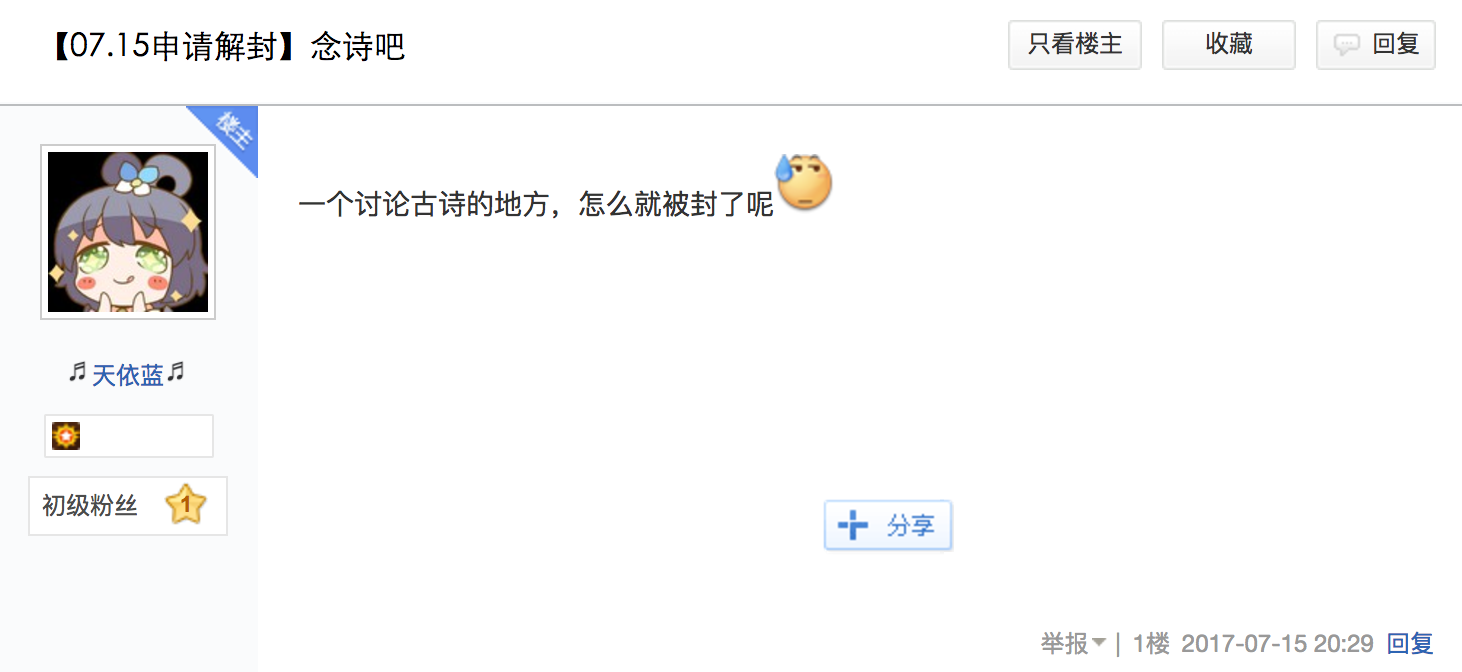 【07.15申请解封】念诗吧
只看楼主
收藏
回复
楼主
一个讨论古诗的地方，怎么就被封了呢
♬天依蓝♬
初级粉丝 1
分享
举报 | 1楼 2017-07-15 20:29 回复